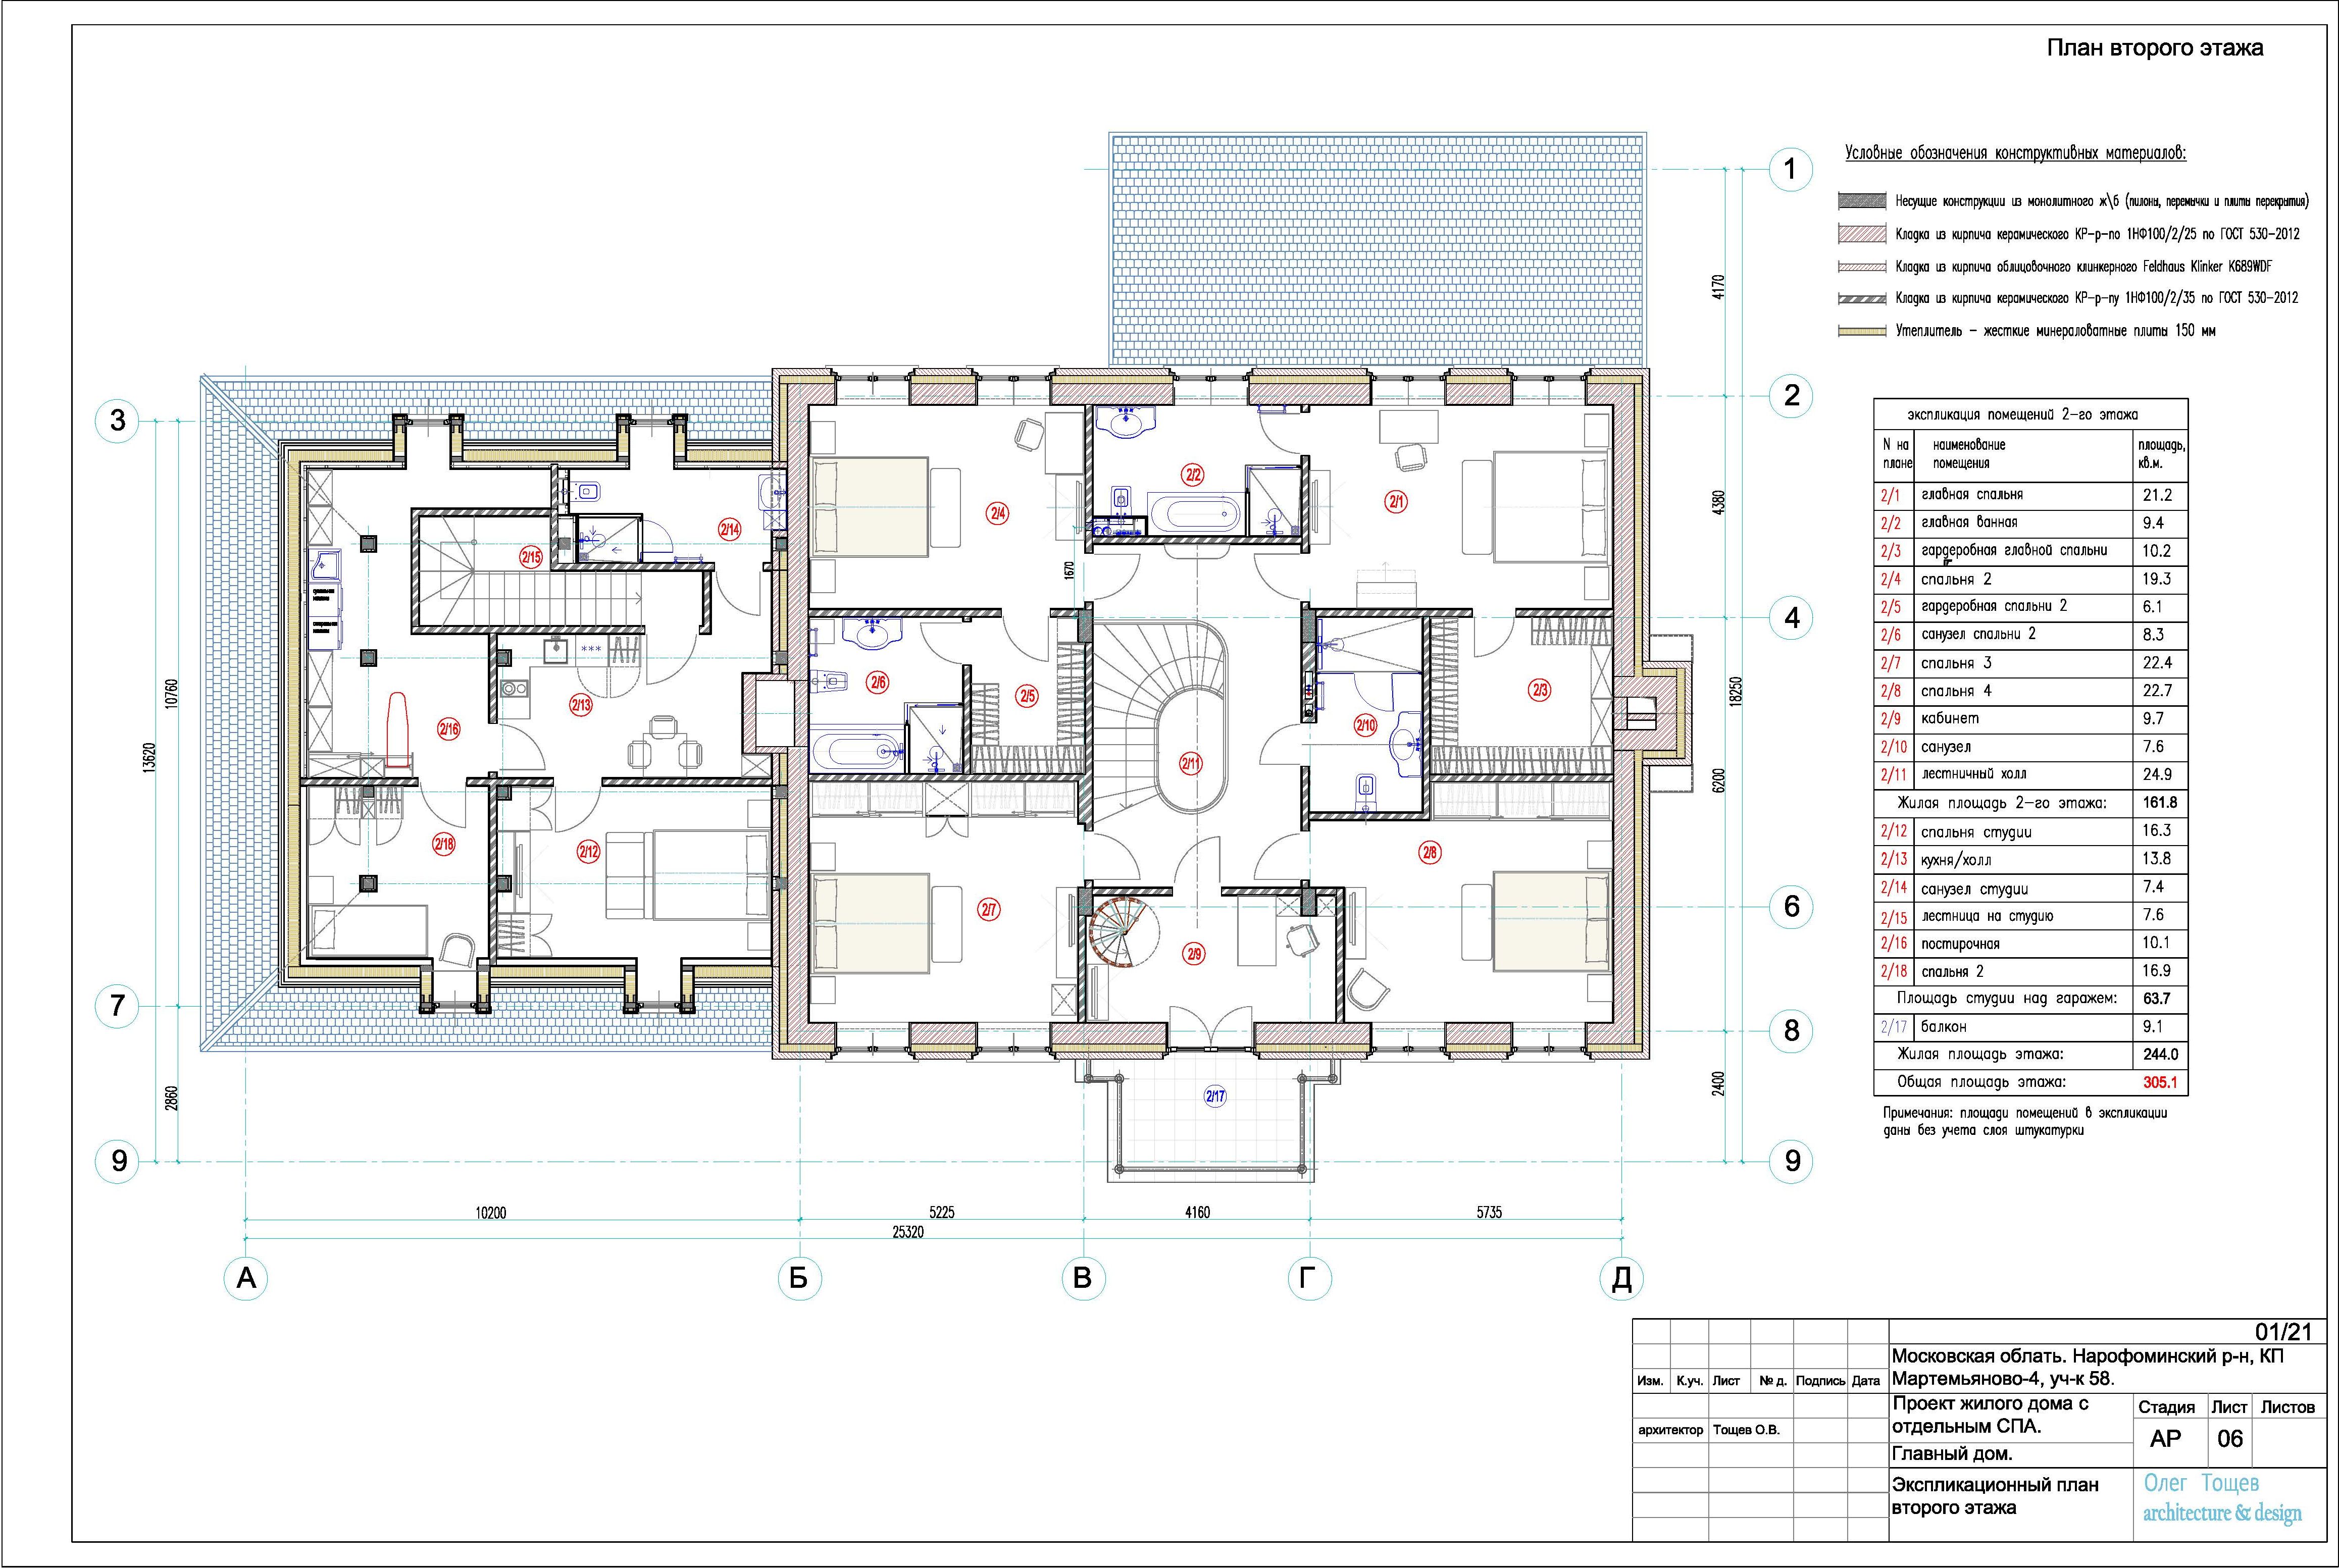 План второго этажа
Условные обозначения конструктивных материалов:
Несущие конструкции из монолитного ж\б (пилоны, перемычки и плиты перекрытия)
Кладка из кирпича керамического КР-р-по 1НФ100/2/25 по ГОСТ 530-2012
Кладка из кирпича облицовочного клинкерного Feldhaus Klinker K689WDF
Кладка из кирпича керамического КР-р-пу 1НФ100/2/35 по ГОСТ 530-2012
Утеплитель - жесткие минераловатные плиты 150 мм
экспликация помещений 2-го этажа
N на плане наименование помещения площадь, кв.м.
2/1 главная спальня 21.2
2/2 главная ванная 9.4
2/3 гардеробная главной спальни 10.2
2/4 спальня 2 19.3
2/5 гардеробная спальни 2 6.1
2/6 санузел спальни 2 8.3
2/7 спальня 3 22.4
2/8 спальня 4 22.7
2/9 кабинет 9.7
2/10 санузел 7.6
2/11 лестничный холл 24.9
Жилая площадь 2-го этажа: 161.8
2/12 спальня студии 16.3
2/13 кухня/холл 13.8
2/14 санузел студии 7.4
2/15 лестница на студию 7.6
2/16 постирочная 10.1
2/18 спальня 2 16.9
Площадь студии над гаражем: 63.7
2/17 балкон 9.1
Жилая площадь этажа: 244.0
Общая площадь этажа: 305.1
Примечания: площади помещений в экспликации
даны без учета слоя штукатурки
1
2
3
4
6
7
8
9
9
4170
4380
18250
6200
2400
10760
13620
2860
1670
2/4
2/2
2/1
2/14
2/15
2/6
2/5
2/3
2/13
2/10
2/16
2/11
2/18
2/12
2/8
2/7
2/9
2/17
***
10200
5225
4160
5735
25320
А
Б
В
Г
Д
01/21
Московская облать. Нарофоминский р-н, КП
Мартемьяново-4, уч-к 58.
Изм. К.уч. Лист № д. Подпись Дата
Проект жилого дома с
отдельным СПА.
Главный дом.
Стадия Лист Листов
АР 06
архитектор Тощев О.В.
Экспликационный план
второго этажа
Олег Тощев
architecture & design